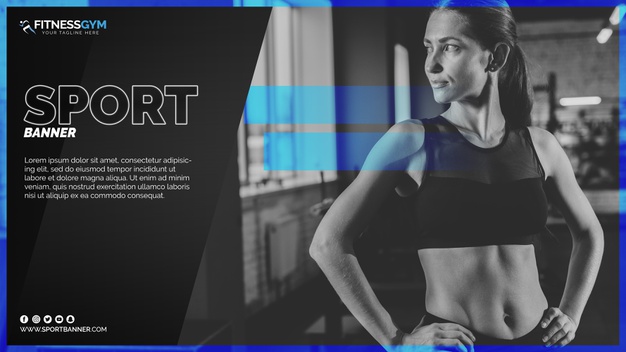 FITNESSGYM
YOUR TAGLINE HERE
SPORT
BANNER
Lorem ipsum dolor sit amet, consectetur adipisic-
ing elit, sed do eiusmod tempor incididunt ut
labore et dolore magna aliqua. Ut enim ad minim
veniam, quis nostrud exercitation ullamco laboris
nisi ut aliquip ex ea commodo consequat.
WWW.SPORTBANNER.COM